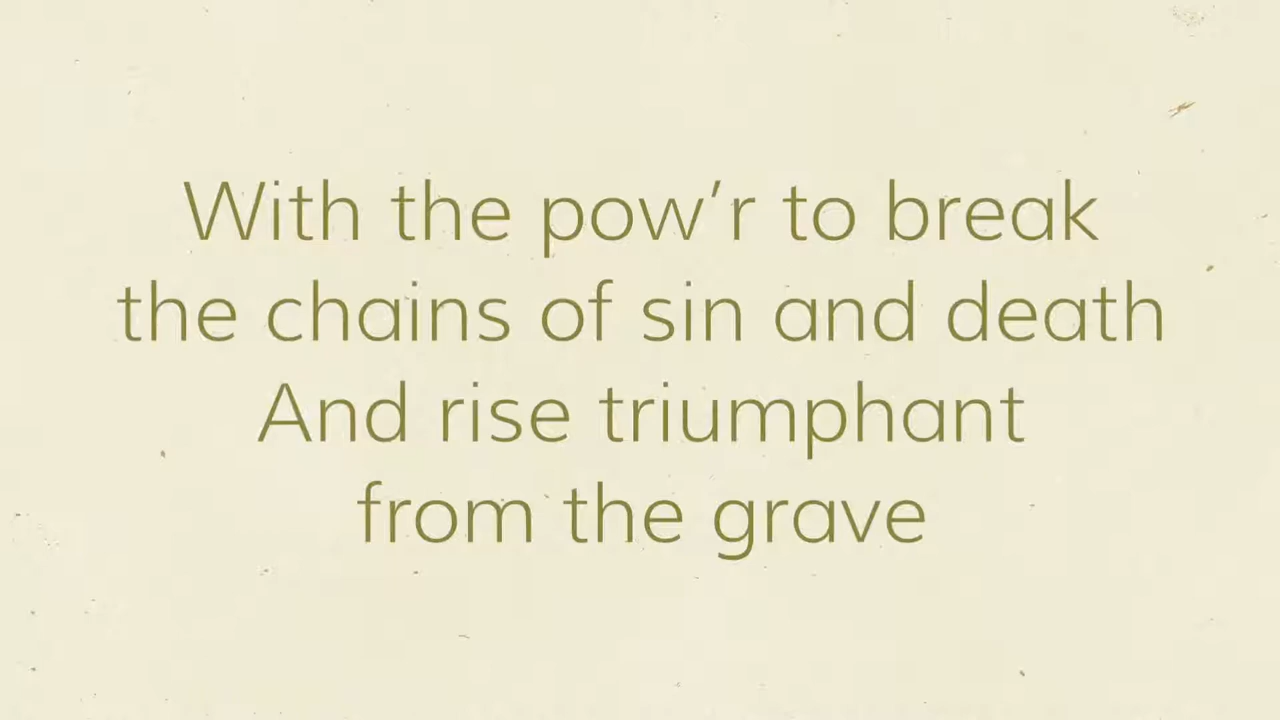 With the pow’r to break
the chains of sin and death
And rise triumphant
from the grave